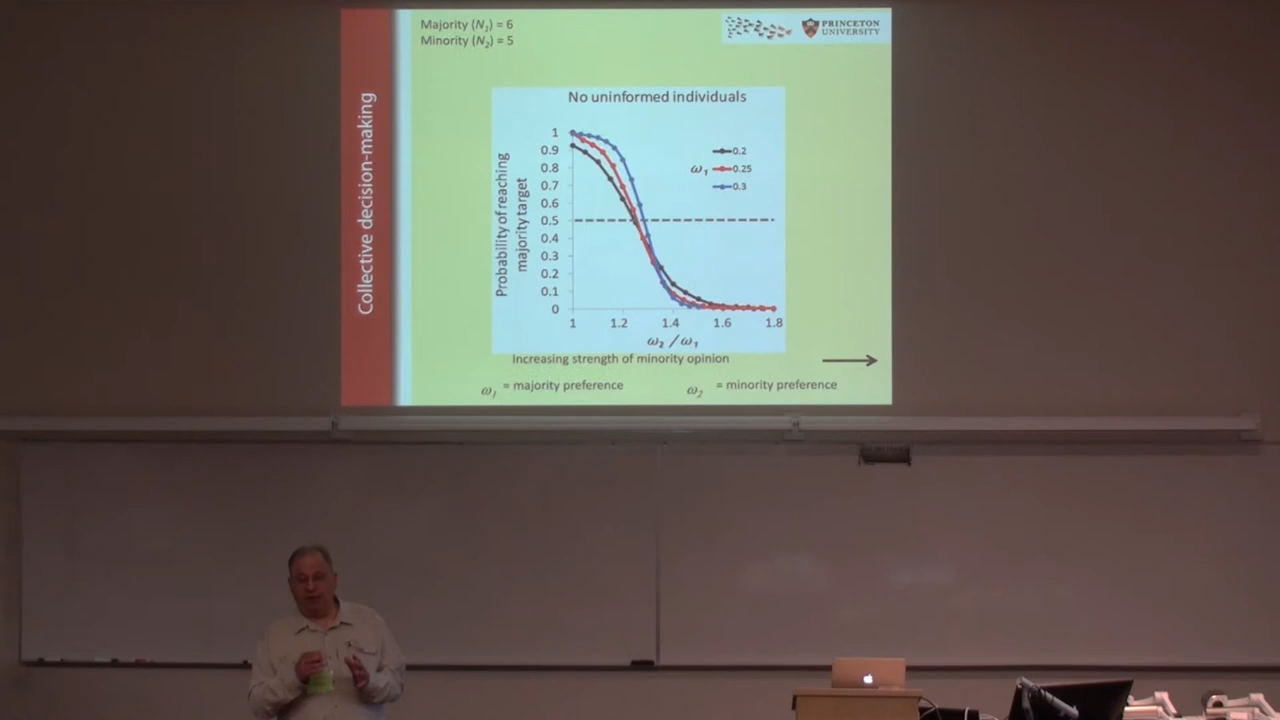 Majority (N₁) = 6
Minority (N₂) = 5
PRINCETON
UNIVERSITY
Collective decision-making
No uninformed individuals
Probability of reaching
majority target
1
0.9
0.8
0.7
0.6
0.5
0.4
0.3
0.2
0.1
0
ω₁
0.2
0.25
0.3
1 1.2 1.4 1.6 1.8
ω₂ / ω₁
Increasing strength of minority opinion
ω₁ = majority preference
ω₂ = minority preference